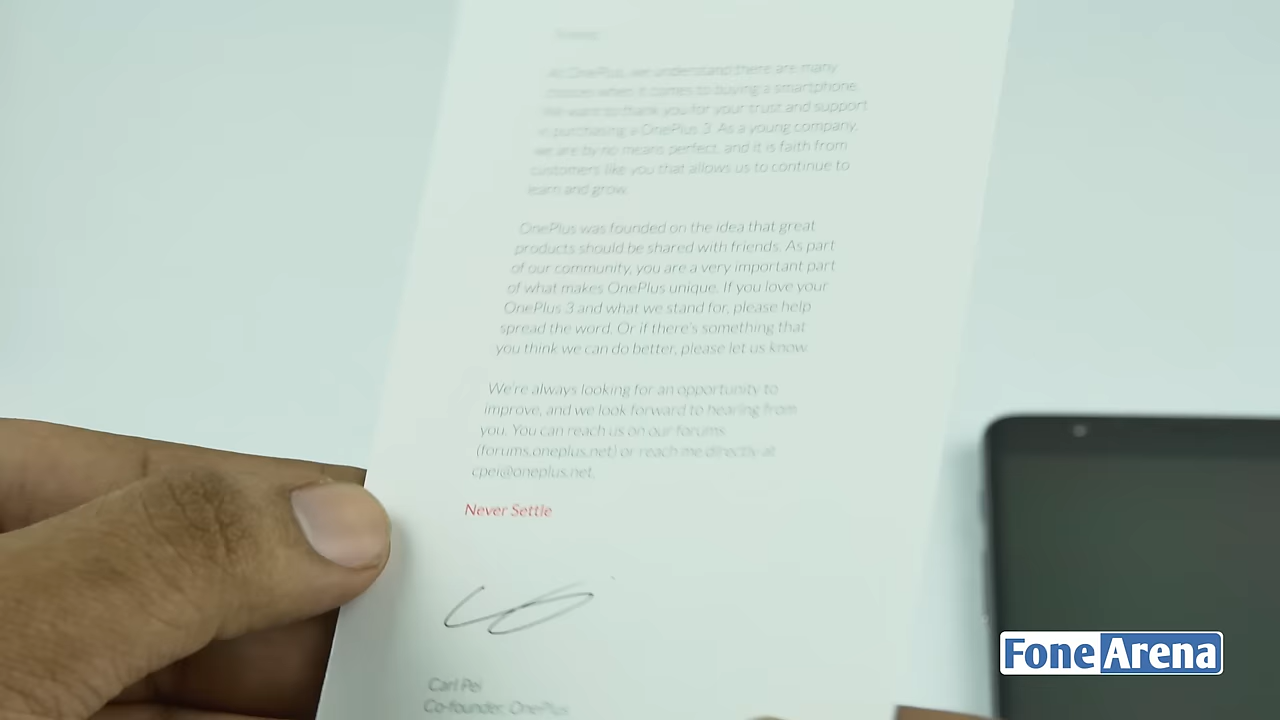 At OnePlus, we understand there are many
choices when it comes to buying a smartphone.
We want to thank you for your trust and support
in purchasing a OnePlus 3. As a young company,
we are by no means perfect, and it is faith from
customers like you that allows us to continue to
learn and grow.
OnePlus was founded on the idea that great
products should be shared with friends. As part
of our community, you are a very important part
of what makes OnePlus unique. If you love your
OnePlus 3 and what we stand for, please help
spread the word. Or if there's something that
you think we can do better, please let us know.
We're always looking for an opportunity to
improve, and we look forward to hearing from
you. You can reach us on our forums
(forums.oneplus.net) or reach me directly at
cpei@oneplus.net.
Never Settle
Carl Pei
Co-founder, OnePlus
FoneArena